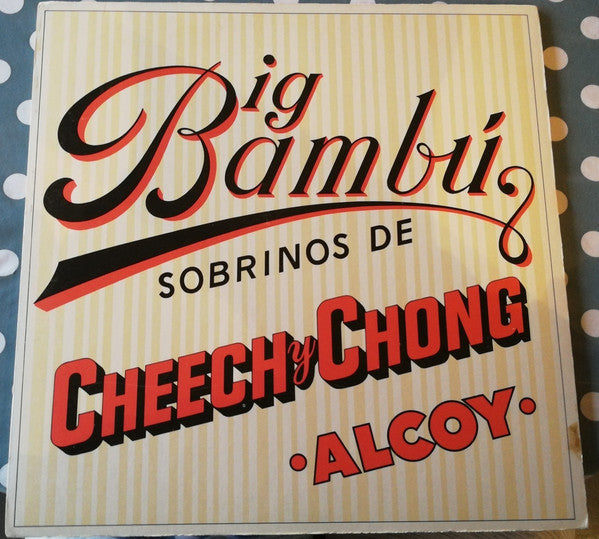 Big
Bambú
SOBRINOS DE
CHEECH y CHONG
•ALCOY•